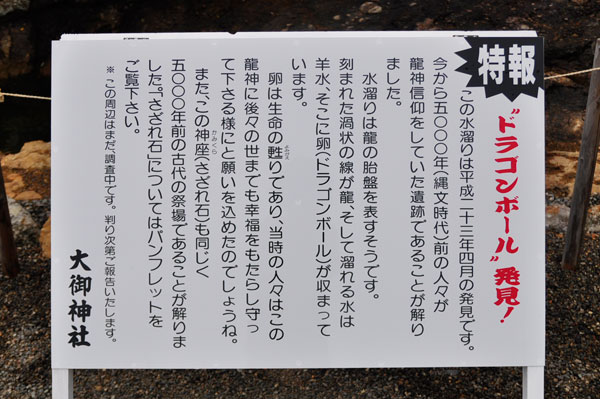 特報
“ドラゴンボール”発見！
この水溜りは平成二十三年四月の発見です。
今から五〇〇〇年(縄文時代)前の人々が
龍神信仰をしていた遺跡であることが解り
ました。
水溜りは龍の胎盤を表すそうです。
刻まれた渦状の線が龍、そして溜れる水は
羊水、そこに卵(ドラゴンボール)が収まって
います。
卵は生命の甦りであり、当時の人々はこの
龍神に後々の世までも幸福をもたらし守っ
て下さる様にと願いを込めたのでしょうね。
また、この神座(さざれ石)も同じく
五〇〇〇年前の古代の祭場であることが解りま
した。「さざれ石」についてはパンフレットを
ご覧下さい。
※ この周辺はまだ、調査中です。判り次第ご報告いたします。
大御神社